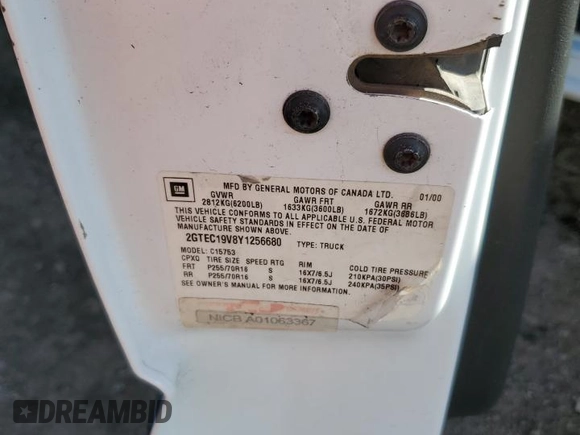 GM
MFD BY GENERAL MOTORS OF CANADA LTD. 01/00
GVWR GAWR FRT GAWR RR
2812KG(6200LB) 1633KG(3600LB) 1672KG(3686LB)
THIS VEHICLE CONFORMS TO ALL APPLICABLE U.S. FEDERAL MOTOR
VEHICLE SAFETY STANDARDS IN EFFECT ON THE DATE OF
MANUFACTURE SHOWN ABOVE.
2GTEC19V8Y1256680 TYPE: TRUCK
MODEL: C15753
CPXQ TIRE SIZE SPEED RTG RIM COLD TIRE PRESSURE
FRT P255/70R16 S 16X7/6.5J 210KPA(30PSI)
RR P255/70R16 S 16X7/6.5J 240KPA(35PSI)
SEE OWNER'S MANUAL FOR MORE INFORMATION.
NICB A01063367
DREAMBID